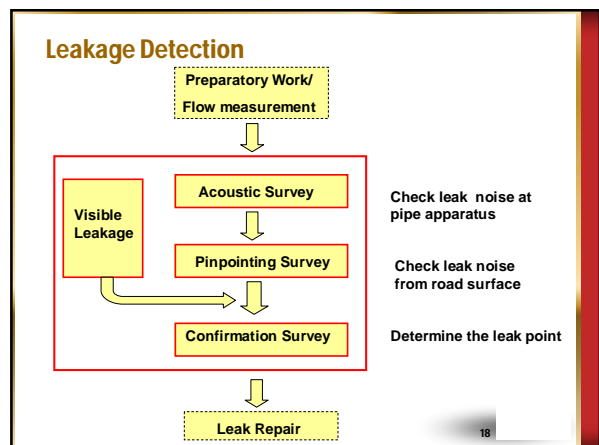 Leakage Detection
Preparatory Work/
Flow measurement
Acoustic Survey
Check leak noise at
pipe apparatus
Visible
Leakage
Pinpointing Survey
Check leak noise
from road surface
Confirmation Survey
Determine the leak point
Leak Repair
18